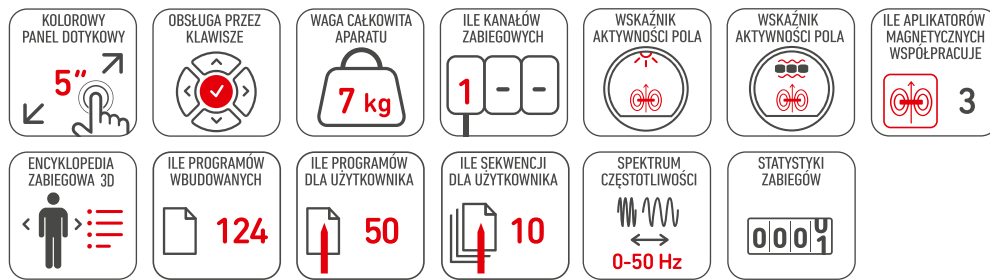 KOLOROWY
PANEL DOTYKOWY
5"
OBSŁUGA PRZEZ
KLAWISZE
WAGA CAŁKOWITA
APARATU
7 kg
ILE KANAŁÓW
ZABIEGOWYCH
1 - -
WSKAŹNIK
AKTYWNOŚCI POLA
WSKAŹNIK
AKTYWNOŚCI POLA
ILE APLIKATORÓW
MAGNETYCZNYCH
WSPÓŁPRACUJE
3
ENCYKLOPEDIA
ZABIEGOWA 3D
ILE PROGRAMÓW
WBUDOWANYCH
124
ILE PROGRAMÓW
DLA UŻYTKOWNIKA
50
ILE SEKWENCJI
DLA UŻYTKOWNIKA
10
SPEKTRUM
CZĘSTOTLIWOŚCI
0-50 Hz
STATYSTYKI
ZABIEGÓW
0001